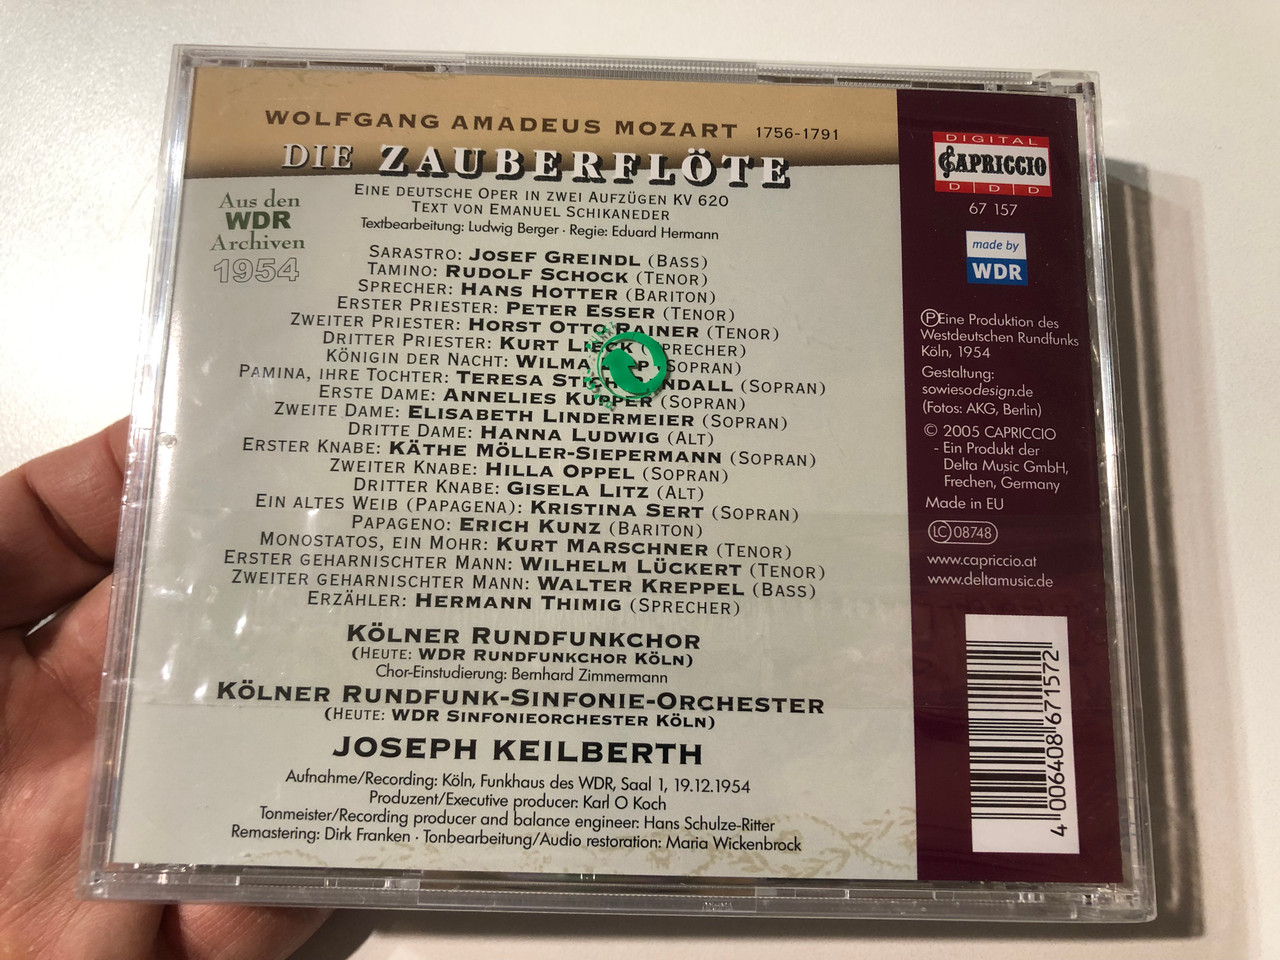 WOLFGANG AMADEUS MOZART 1756-1791
DIE ZAUBERFLÖTE
EINE DEUTSCHE OPER IN ZWEI AUFZÜGEN KV 620
TEXT VON EMANUEL SCHIKANEDER
Textbearbeitung: Ludwig Berger · Regie: Eduard Hermann
Aus den
WDR
Archiven
1954
SARASTRO: JOSEF GREINDL (BASS)
TAMINO: RUDOLF SCHOCK (TENOR)
SPRECHER: HANS HOTTER (BARITON)
ERSTER PRIESTER: PETER ESSER (TENOR)
ZWEITER PRIESTER: HORST OTTO RAINER (TENOR)
DRITTER PRIESTER: KURT LIECK (SPRECHER)
KÖNIGIN DER NACHT: WILMA (SOPRAN)
PAMINA, IHRE TOCHTER: TERESA (SOPRAN)
ERSTE DAME: ANNELIES KUPPER (SOPRAN)
ZWEITE DAME: ELISABETH LINDERMEIER (SOPRAN)
DRITTE DAME: HANNA LUDWIG (ALT)
ERSTER KNABE: KÄTHE MÖLLER-SIEPERMANN (SOPRAN)
ZWEITER KNABE: HILLA OPPEL (SOPRAN)
DRITTER KNABE: GISELA LITZ (ALT)
EIN ALTES WEIB (PAPAGENA): KRISTINA SERT (SOPRAN)
PAPAGENO: ERICH KUNZ (BARITON)
MONOSTATOS, EIN MOHR: KURT MARSCHNER (TENOR)
ERSTER GEHARNISCHTER MANN: WILHELM LÜCKERT (TENOR)
ZWEITER GEHARNISCHTER MANN: WALTER KREPPEL (BASS)
ERZÄHLER: HERMANN THIMIG (SPRECHER)
KÖLNER RUNDFUNKCHOR
(HEUTE: WDR RUNDFUNKCHOR KÖLN)
Chor-Einstudierung: Bernhard Zimmermann
KÖLNER RUNDFUNK-SINFONIE-ORCHESTER
(HEUTE: WDR SINFONIEORCHESTER KÖLN)
JOSEPH KEILBERTH
Aufnahme/Recording: Köln, Funkhaus des WDR, Saal 1, 19.12.1954
Produzent/Executive producer: Karl O Koch
Tonmeister/Recording producer and balance engineer: Hans Schulze-Ritter
Remastering: Dirk Franken · Tonbearbeitung/Audio restoration: Maria Wickenbrock
DIGITAL
CAPRICCIO
D D D
67 157
made by
WDR
Ⓟ Eine Produktion des
Westdeutschen Rundfunks
Köln, 1954
Gestaltung:
sowiesodesign.de
(Fotos: AKG, Berlin)
© 2005 CAPRICCIO
- Ein Produkt der
Delta Music GmbH,
Frechen, Germany
Made in EU
LC 08748
www.capriccio.at
www.deltamusic.de
4 006408 671572